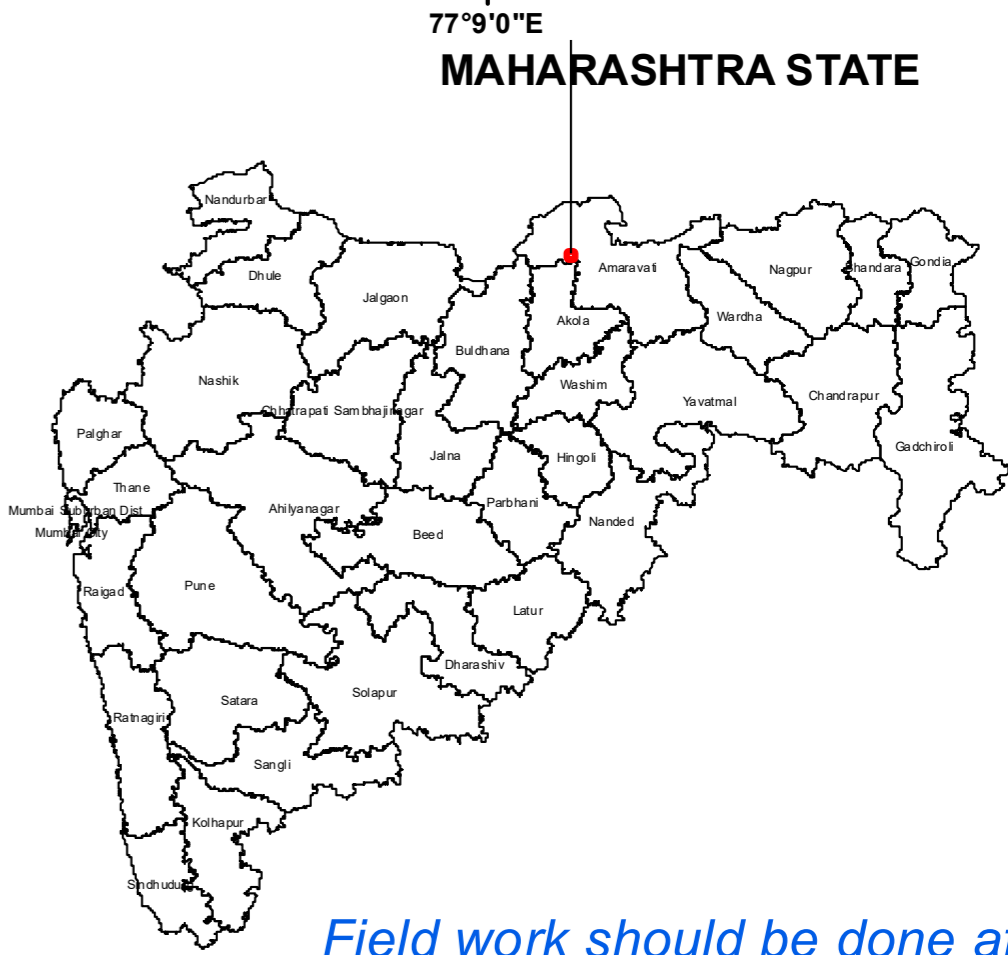 77°9'0"E
MAHARASHTRA STATE
Nandurbar
Dhule
Jalgaon
Amaravati
Nagpur
Bhandara
Gondia
Akola
Wardha
Buldhana
Nashik
Washim
Chhatrapati Sambhajinagar
Yavatmal
Chandrapur
Palghar
Jalna
Hingoli
Gadchiroli
Thane
Parbhani
Mumbai Suburban Dist
Ahilyanagar
Nanded
Mumbai City
Beed
Raigad
Pune
Latur
Dharashiv
Solapur
Satara
Ratnagiri
Sangli
Kolhapur
Sindhudurg
Field work should be done